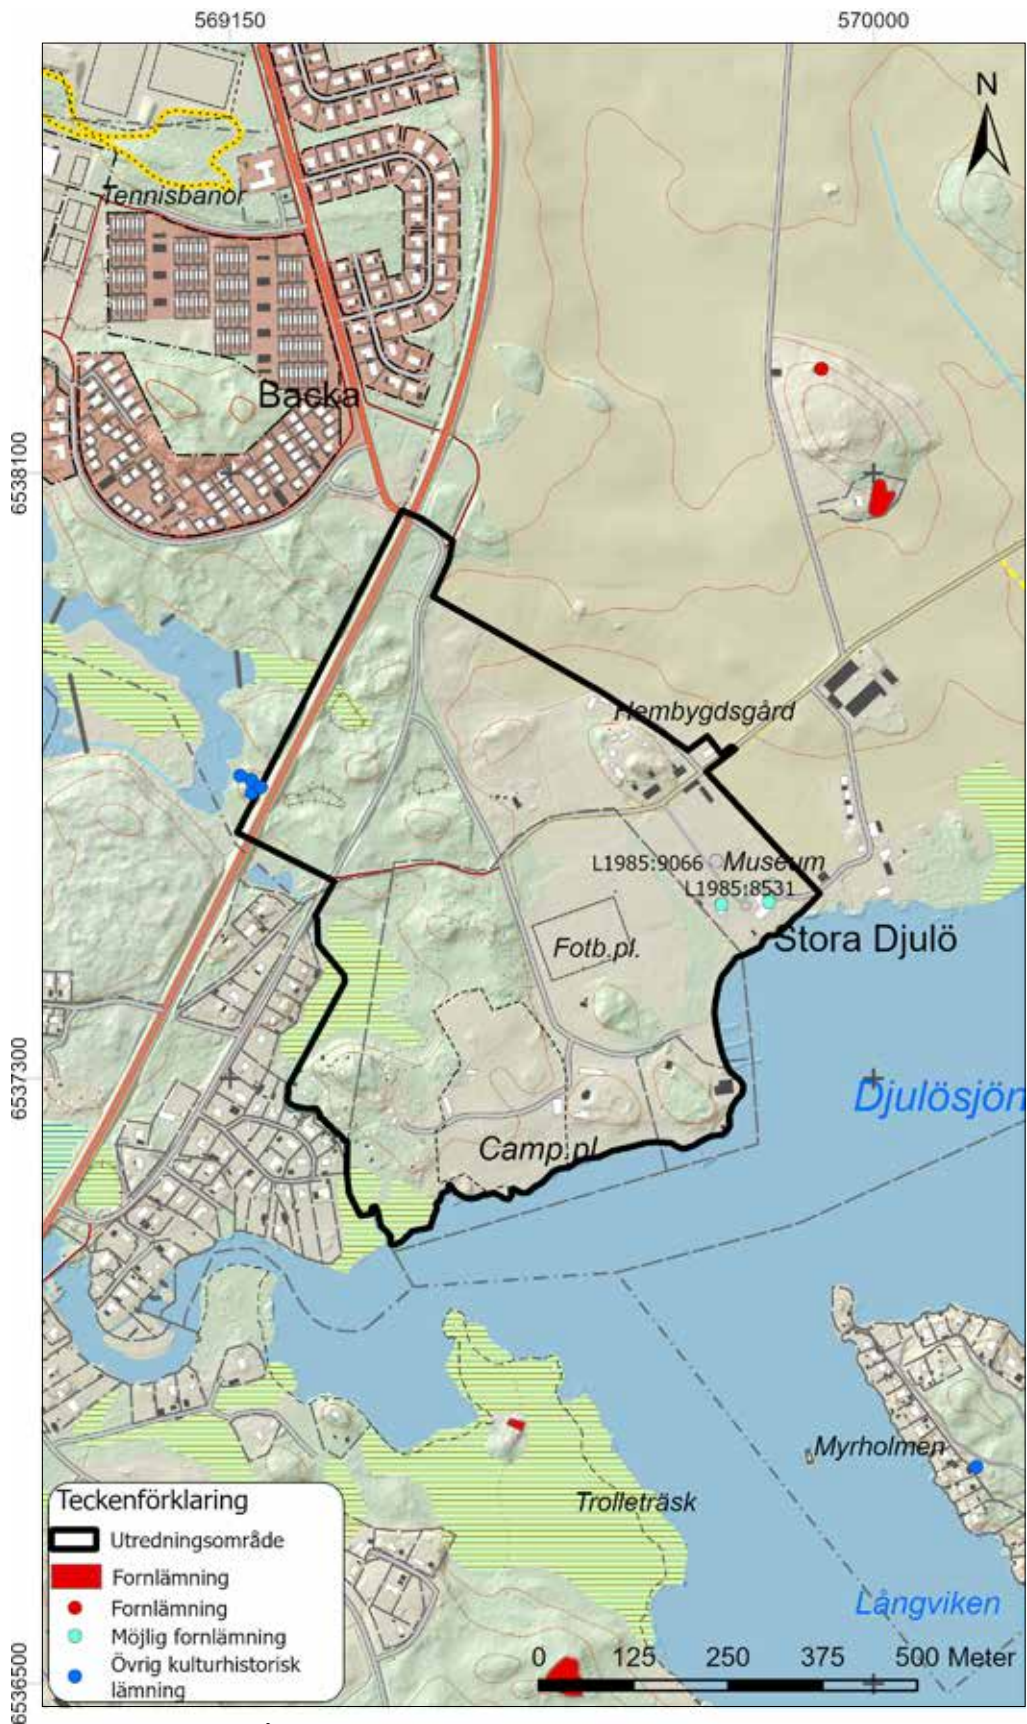 569150
570000
N
Tennisbanor
Backa
6538100
Hembygdsgård
L1985:9066
Museum
L1985:8531
Stora Djulö
Fotb.pl.
6537300
Djulösjön
Camp.pl
Myrholmen
Trolleträsk
Långviken
6536500
Teckenförklaring
Utredningsområde
Fornlämning
Fornlämning
Möjlig fornlämning
Övrig kulturhistorisk
lämning
0 125 250 375 500 Meter